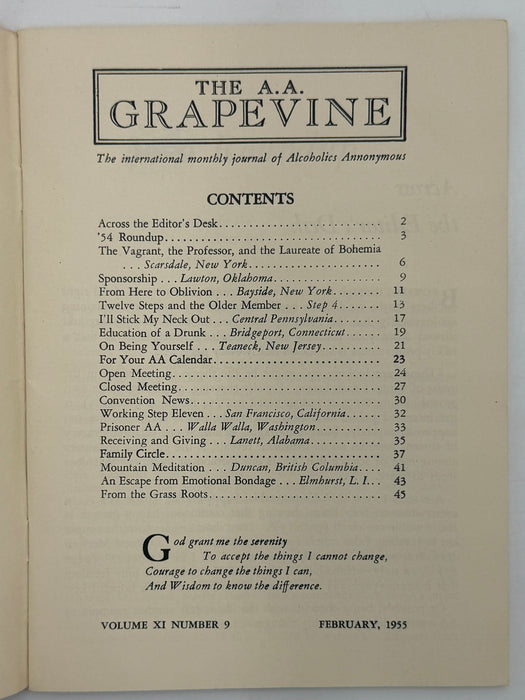 THE A.A.
GRAPEVINE
The international monthly journal of Alcoholics Annonymous
CONTENTS
Across the Editor's Desk................................ 2
'54 Roundup.......................................... 3
The Vagrant, the Professor, and the Laureate of Bohemia
. . . Scarsdale, New York.......................... 6
Sponsorship . . . Lawton, Oklahoma...................... 9
From Here to Oblivion . . . Bayside, New York......... 11
Twelve Steps and the Older Member . . . Step 4........ 13
I'll Stick My Neck Out . . . Central Pennsylvania........ 17
Education of a Drunk . . . Bridgeport, Connecticut....... 19
On Being Yourself . . . Teaneck, New Jersey............ 21
For Your AA Calendar................................. 23
Open Meeting........................................ 24
Closed Meeting....................................... 27
Convention News..................................... 30
Working Step Eleven . . . San Francisco, California...... 32
Prisoner AA . . . Walla Walla, Washington............. 33
Receiving and Giving . . . Lanett, Alabama............. 35
Family Circle......................................... 37
Mountain Meditation . . . Duncan, British Columbia.... 41
An Escape from Emotional Bondage . . . Elmhurst, L. I... 43
From the Grass Roots................................. 45
God grant me the serenity
To accept the things I cannot change,
Courage to change the things I can,
And Wisdom to know the difference.
VOLUME XI NUMBER 9 FEBRUARY, 1955